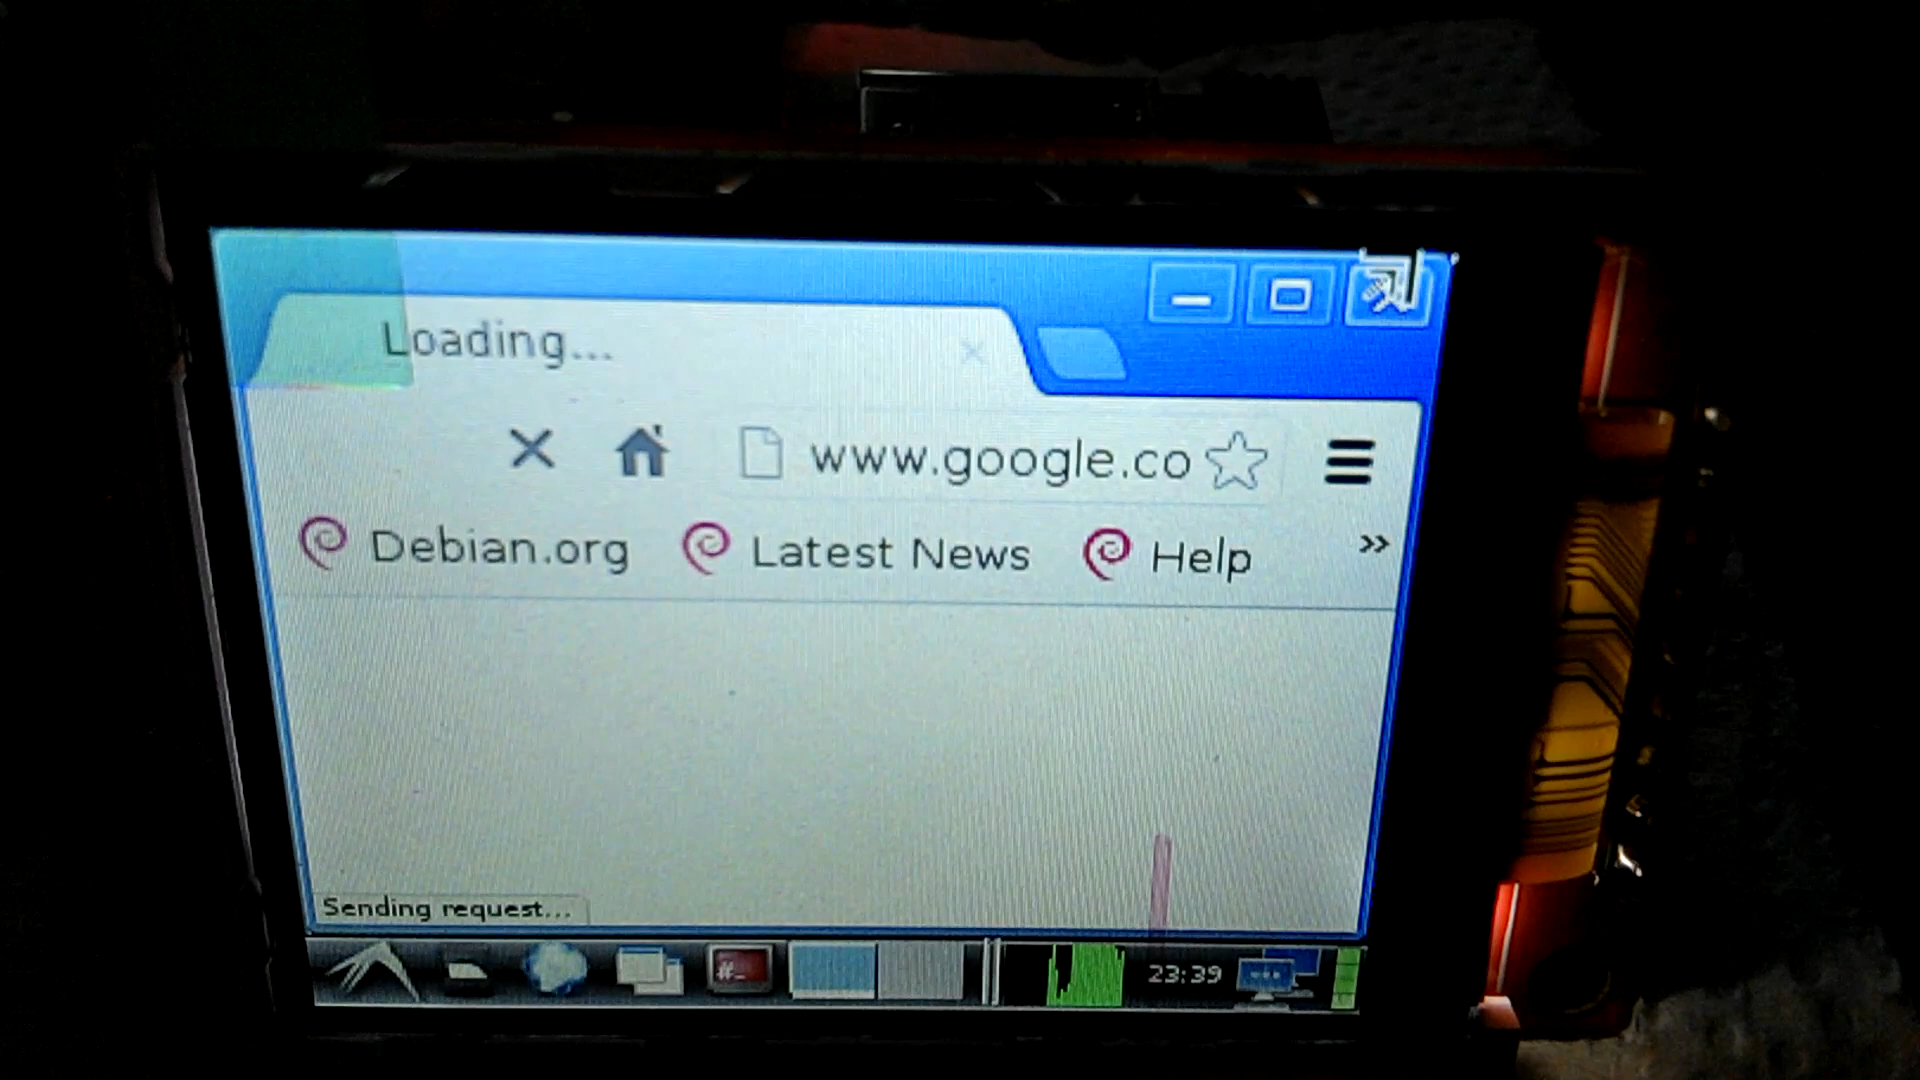 Loading...
www.google.co
Debian.org Latest News Help »
Sending request...
#_ 23:39